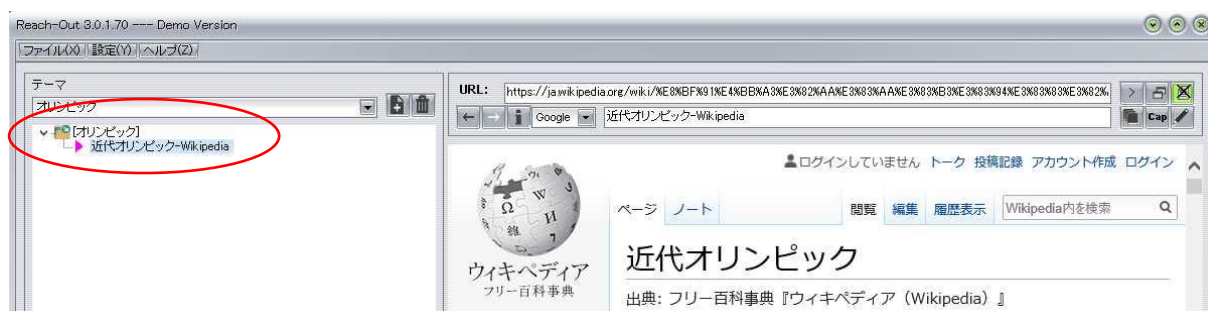 Reach-Out 3.0.1.70 --- Demo Version
ファイル(X) 設定(Y) ヘルプ(Z)
テーマ
オリンピック
[オリンピック]
近代オリンピック-Wikipedia
URL: https://ja.wikipedia.org/wiki/%E8%BF%91%E4%BB%A3%E3%82%AA%E3%83%AA%E3%83%B3%E3%83%94%E3%83%83%E3%82%
Google 近代オリンピック-Wikipedia Cap
ログインしていません トーク 投稿記録 アカウント作成 ログイン
ページ ノート 閲覧 編集 履歴表示 Wikipedia内を検索
Ω W И 維 7
ウィキペディア
フリー百科事典
近代オリンピック
出典: フリー百科事典『ウィキペディア（Wikipedia）』